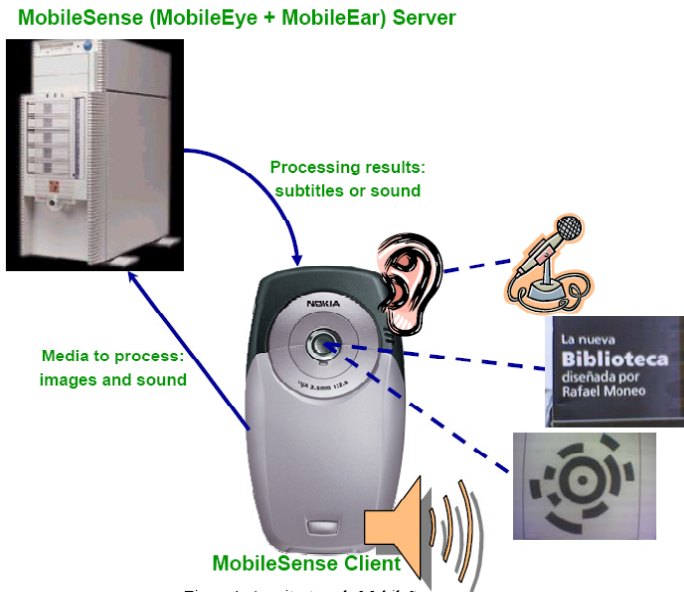 MobileSense (MobileEye + MobileEar) Server
Processing results:
subtitles or sound
NOKIA
La nueva
Biblioteca
diseñada por
Rafael Moneo
Media to process:
images and sound
MobileSense Client